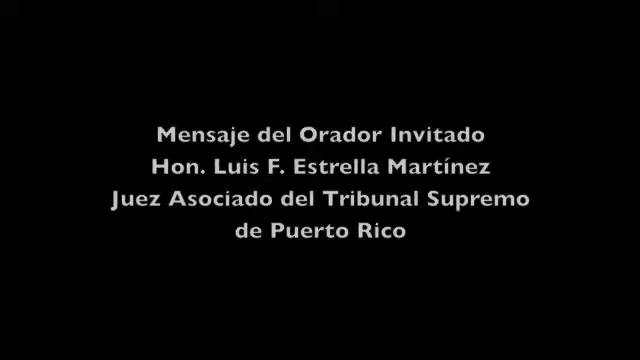 Mensaje del Orador Invitado
Hon. Luis F. Estrella Martínez
Juez Asociado del Tribunal Supremo
de Puerto Rico